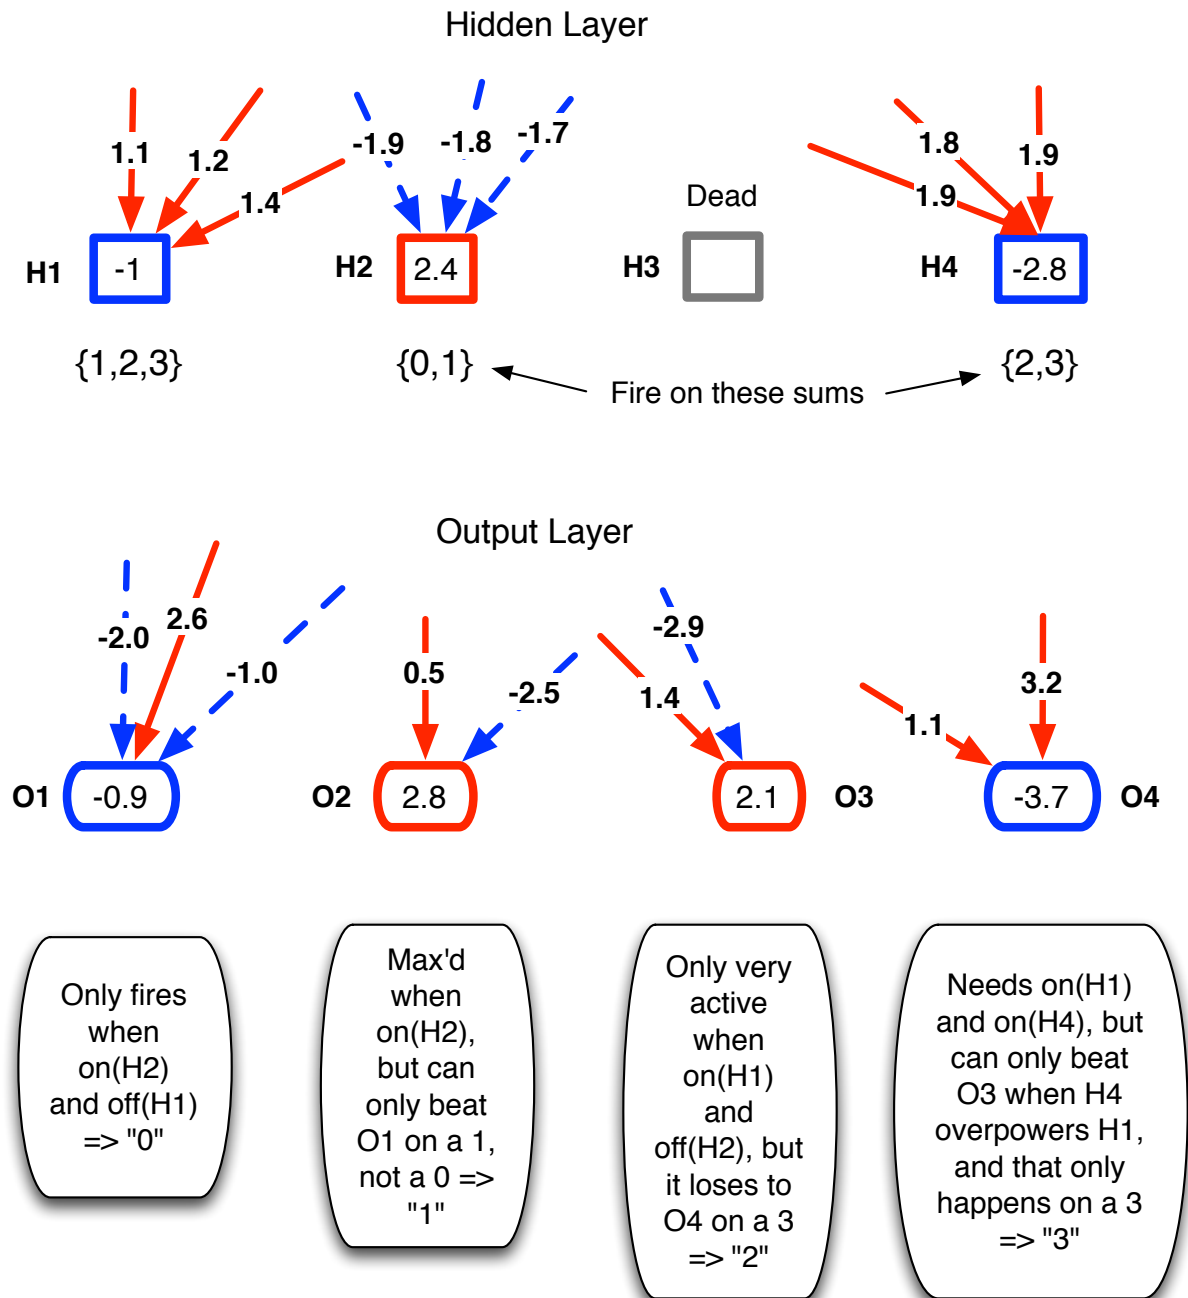 Hidden Layer
1.1
1.2
1.4
-1.9
-1.8
-1.7
Dead
1.8
1.9
1.9
H1
-1
H2
2.4
H3
H4
-2.8
{1,2,3}
{0,1}
Fire on these sums
{2,3}
Output Layer
-2.0
2.6
-1.0
0.5
-2.5
-2.9
1.4
3.2
1.1
O1
-0.9
O2
2.8
2.1
O3
-3.7
O4
Only fires
when
on(H2)
and off(H1)
=> "0"
Max'd
when
on(H2),
but can
only beat
O1 on a 1,
not a 0 =>
"1"
Only very
active
when
on(H1)
and
off(H2), but
it loses to
O4 on a 3
=> "2"
Needs on(H1)
and on(H4), but
can only beat
O3 when H4
overpowers H1,
and that only
happens on a 3
=> "3"